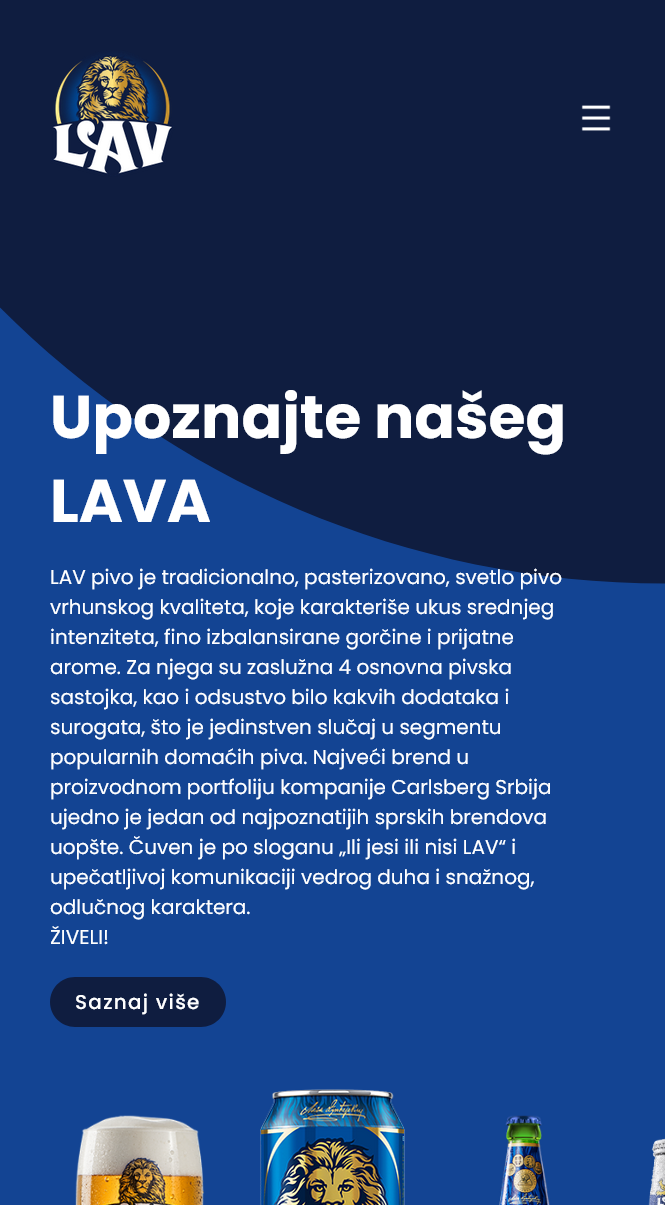 LAV
Upoznajte našeg
LAVA
LAV pivo je tradicionalno, pasterizovano, svetlo pivo
vrhunskog kvaliteta, koje karakteriše ukus srednjeg
intenziteta, fino izbalansirane gorčine i prijatne
arome. Za njega su zaslužna 4 osnovna pivska
sastojka, kao i odsustvo bilo kakvih dodataka i
surogata, što je jedinstven slučaj u segmentu
popularnih domaćih piva. Najveći brend u
proizvodnom portfoliju kompanije Carlsberg Srbija
ujedno je jedan od najpoznatijih sprskih brendova
uopšte. Čuven je po sloganu „Ili jesi ili nisi LAV“ i
upečatljivoj komunikaciji vedrog duha i snažnog,
odlučnog karaktera.
ŽIVELI!
Saznaj više